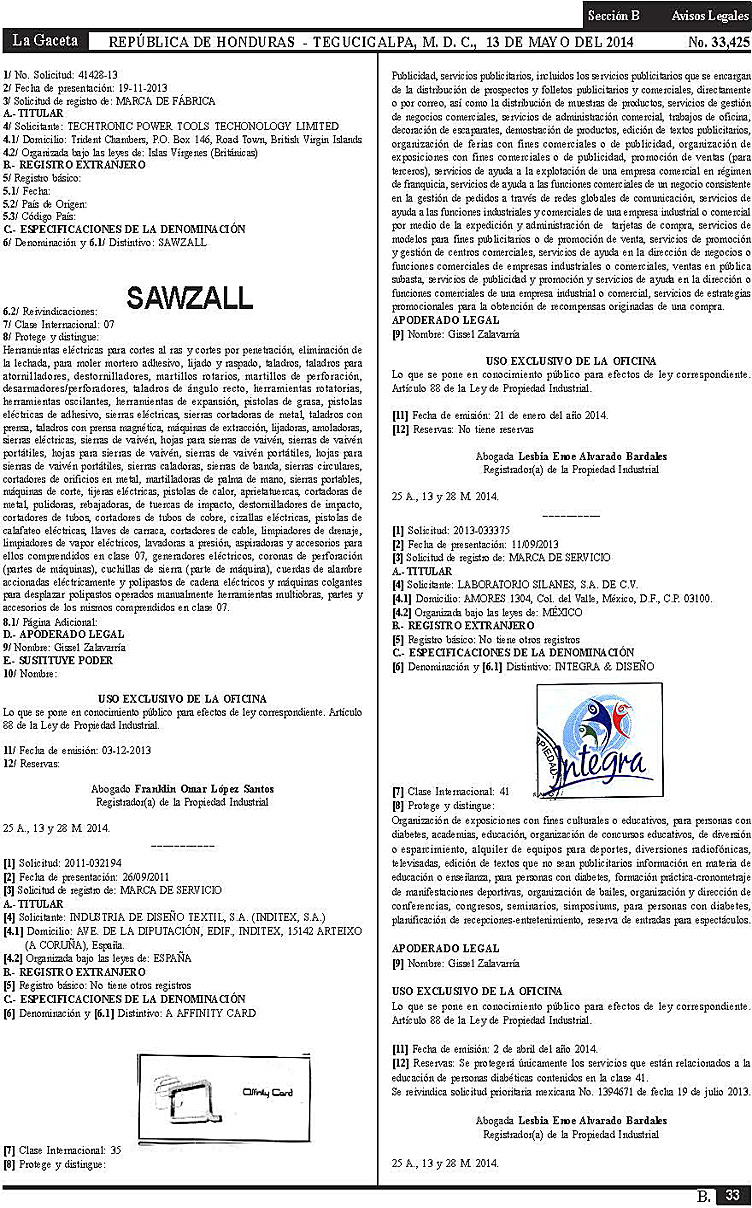 Sección B Avisos Legales
La Gaceta REPÚBLICA DE HONDURAS - TEGUCIGALPA, M. D. C., 13 DE MAYO DEL 2014 No. 33,425
1/ No. Solicitud: 41428-13
2/ Fecha de presentación: 19-11-2013
3/ Solicitud de registro de: MARCA DE FÁBRICA
A.- TITULAR
4/ Solicitante: TECHTRONIC POWER TOOLS TECHONOLOGY LIMITED
4.1/ Domicilio: Trident Chambers, P.O. Box 146, Road Town, British Virgin Islands
4.2/ Organizada bajo las leyes de: Islas Vírgenes (Británicas)
B.- REGISTRO EXTRANJERO
5/ Registro básico:
5.1/ Fecha:
5.2/ País de Origen:
5.3/ Código País:
C.- ESPECIFICACIONES DE LA DENOMINACIÓN
6/ Denominación y 6.1/ Distintivo: SAWZALL
SAWZALL
6.2/ Reivindicaciones:
7/ Clase Internacional: 07
8/ Protege y distingue:
Herramientas eléctricas para cortes al ras y cortes por penetración, eliminación de
la lechada, para moler mortero adhesivo, lijado y raspado, taladros, taladros para
atornilladores, destornilladores, martillos rotarios, martillos de perforación,
desarmadores/perforadores, taladros de ángulo recto, herramientas rotatorias,
herramientas oscilantes, herramientas de expansión, pistolas de grasa, pistolas
eléctricas de adhesivo, sierras eléctricas, sierras cortadoras de metal, taladros con
prensa, taladros con prensa magnética, máquinas de extracción, lijadoras, amoladoras,
sierras eléctricas, sierras de vaivén, hojas para sierras de vaivén, sierras de vaivén
portátiles, hojas para sierras de vaivén, sierras de vaivén portátiles, hojas para
sierras de vaivén portátiles, sierras caladoras, sierras de banda, sierras circulares,
cortadores de orificios en metal, martilladoras de palma de mano, sierras portables,
máquinas de corte, tijeras eléctricas, pistolas de calor, aprietatuercas, cortadoras de
metal, pulidoras, rebajadoras, de tuercas de impacto, destornilladores de impacto,
cortadores de tubos, cortadores de tubos de cobre, cizallas eléctricas, pistolas de
calafateo eléctricas, llaves de carraca, cortadores de cable, limpiadores de drenaje,
limpiadores de vapor eléctricos, lavadoras a presión, aspiradoras y accesorios para
ellos comprendidos en clase 07, generadores eléctricos, coronas de perforación
(partes de máquinas), cuchillas de sierra (parte de máquina), cuerdas de alambre
accionadas eléctricamente y polipastos de cadena eléctricos y máquinas colgantes
para desplazar polipastos operados manualmente herramientas multiobras, partes y
accesorios de los mismos comprendidos en clase 07.
8.1/ Página Adicional:
D.- APODERADO LEGAL
9/ Nombre: Gissel Zalavarría
E.- SUSTITUYE PODER
10/ Nombre:
USO EXCLUSIVO DE LA OFICINA
Lo que se pone en conocimiento público para efectos de ley correspondiente. Artículo
88 de la Ley de Propiedad Industrial.
11/ Fecha de emisión: 03-12-2013
12/ Reservas:
Abogado Franklin Omar López Santos
Registrador(a) de la Propiedad Industrial
25 A., 13 y 28 M. 2014.
[1] Solicitud: 2011-032194
[2] Fecha de presentación: 26/09/2011
[3] Solicitud de registro de: MARCA DE SERVICIO
A.- TITULAR
[4] Solicitante: INDUSTRIA DE DISEÑO TEXTIL, S.A. (INDITEX, S.A.)
[4.1] Domicilio: AVE. DE LA DIPUTACIÓN, EDIF., INDITEX, 15142 ARTEIXO
(A CORUÑA), España.
[4.2] Organizada bajo las leyes de: ESPAÑA
B.- REGISTRO EXTRANJERO
[5] Registro básico: No tiene otros registros
C.- ESPECIFICACIONES DE LA DENOMINACIÓN
[6] Denominación y [6.1] Distintivo: A AFFINITY CARD
Affinity Card
[7] Clase Internacional: 35
[8] Protege y distingue:
Publicidad, servicios publicitarios, incluidos los servicios publicitarios que se encargan
de la distribución de prospectos y folletos publicitarios y comerciales, directamente
o por correo, así como la distribución de muestras de productos, servicios de gestión
de negocios comerciales, servicios de administración comercial, trabajos de oficina,
decoración de escaparates, demostración de productos, edición de textos publicitarios,
organización de ferias con fines comerciales o de publicidad, organización de
exposiciones con fines comerciales o de publicidad, promoción de ventas (para
terceros), servicios de ayuda a la explotación de una empresa comercial en régimen
de franquicia, servicios de ayuda a las funciones comerciales de un negocio consistente
en la gestión de pedidos a través de redes globales de comunicación, servicios de
ayuda a las funciones industriales y comerciales de una empresa industrial o comercial
por medio de la expedición y administración de tarjetas de compra, servicios de
modelos para fines publicitarios o de promoción de venta, servicios de promoción
y gestión de centros comerciales, servicios de ayuda en la dirección de negocios o
funciones comerciales de empresas industriales o comerciales, ventas en pública
subasta, servicios de publicidad y promoción y servicios de ayuda en la dirección o
funciones comerciales de una empresa industrial o comercial, servicios de estrategias
promocionales para la obtención de recompensas originadas de una compra.
APODERADO LEGAL
[9] Nombre: Gissel Zalavarría
USO EXCLUSIVO DE LA OFICINA
Lo que se pone en conocimiento público para efectos de ley correspondiente.
Artículo 88 de la Ley de Propiedad Industrial.
[11] Fecha de emisión: 21 de enero del año 2014.
[12] Reservas: No tiene reservas
Abogada Lesbia Enoe Alvarado Bardales
Registrador(a) de la Propiedad Industrial
25 A., 13 y 28 M. 2014.
[1] Solicitud: 2013-033375
[2] Fecha de presentación: 11/09/2013
[3] Solicitud de registro de: MARCA DE SERVICIO
A.- TITULAR
[4] Solicitante: LABORATORIO SILANES, S.A. DE C.V.
[4.1] Domicilio: AMORES 1304, Col. del Valle, México, D.F., C.P. 03100.
[4.2] Organizada bajo las leyes de: MÉXICO
B.- REGISTRO EXTRANJERO
[5] Registro básico: No tiene otros registros
C.- ESPECIFICACIONES DE LA DENOMINACIÓN
[6] Denominación y [6.1] Distintivo: INTEGRA & DISEÑO
Integra
[7] Clase Internacional: 41
[8] Protege y distingue:
Organización de exposiciones con fines culturales o educativos, para personas con
diabetes, academias, educación, organización de concursos educativos, de diversión
o esparcimiento, alquiler de equipos para deportes, diversiones radiofónicas,
televisadas, edición de textos que no sean publicitarios información en materia de
educación o enseñanza, para personas con diabetes, formación práctica-cronometraje
de manifestaciones deportivas, organización de bailes, organización y dirección de
conferencias, congresos, seminarios, simposiums, para personas con diabetes,
planificación de recepciones-entretenimiento, reserva de entradas para espectáculos.
APODERADO LEGAL
[9] Nombre: Gissel Zalavarría
USO EXCLUSIVO DE LA OFICINA
Lo que se pone en conocimiento público para efectos de ley correspondiente.
Artículo 88 de la Ley de Propiedad Industrial.
[11] Fecha de emisión: 2 de abril del año 2014.
[12] Reservas: Se protegerá únicamente los servicios que están relacionados a la
educación de personas diabéticas contenidos en la clase 41.
Se reivindica solicitud prioritaria mexicana No. 1394671 de fecha 19 de julio 2013.
Abogada Lesbia Enoe Alvarado Bardales
Registrador(a) de la Propiedad Industrial
25 A., 13 y 28 M. 2014.
B. 33